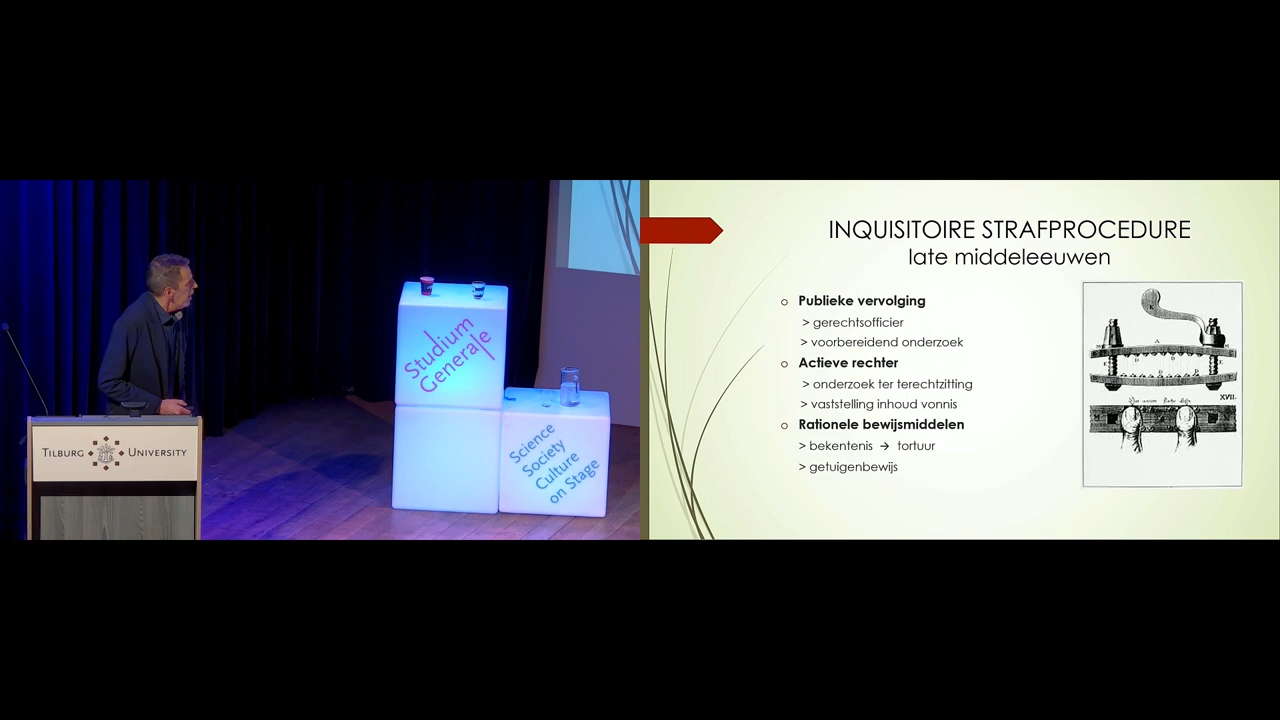 TILBURG UNIVERSITY
Studium
Generale
Science
Society
Culture
on Stage
INQUISITOIRE STRAFPROCEDURE
late middeleeuwen
o Publieke vervolging
> gerechtsofficier
> voorbereidend onderzoek
o Actieve rechter
> onderzoek ter terechtzitting
> vaststelling inhoud vonnis
o Rationele bewijsmiddelen
> bekentenis → tortuur
> getuigenbewijs
XVII.